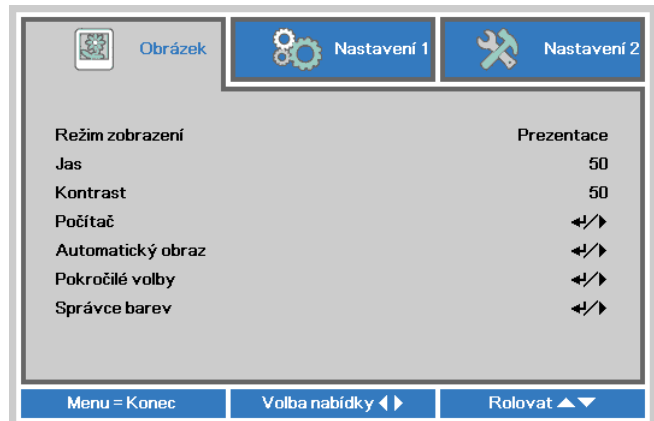 Obrázek Nastavení 1 Nastavení 2
Režim zobrazení Prezentace
Jas 50
Kontrast 50
Počítač ↵/▶
Automatický obraz ↵/▶
Pokročilé volby ↵/▶
Správce barev ↵/▶
Menu = Konec Volba nabídky ◀▶ Rolovat ▲▼